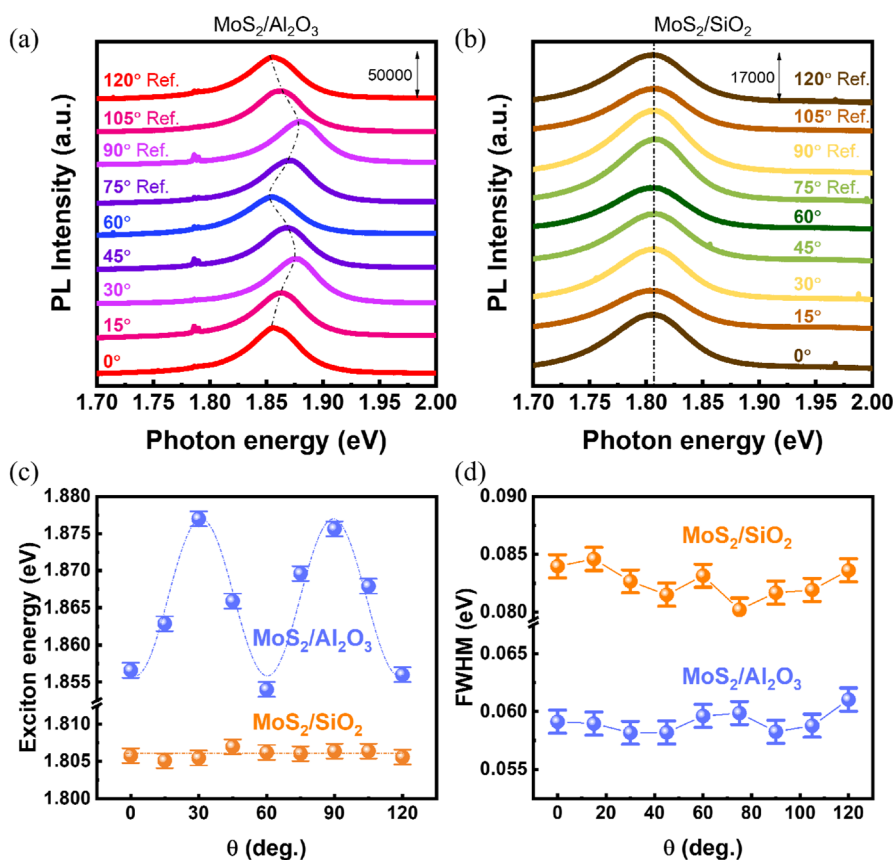 (a)
MoS₂/Al₂O₃
PL Intensity (a.u.)
120° Ref.
105° Ref.
90° Ref.
75° Ref.
60°
45°
30°
15°
0°
50000
1.70 1.75 1.80 1.85 1.90 1.95 2.00
Photon energy (eV)
(b)
MoS₂/SiO₂
PL Intensity (a.u.)
17000
120° Ref.
105° Ref.
90° Ref.
75° Ref.
60°
45°
30°
15°
0°
1.70 1.75 1.80 1.85 1.90 1.95 2.00
Photon energy (eV)
(c)
Exciton energy (eV)
1.880
1.875
1.870
1.865
1.860
1.855
1.810
1.805
1.800
MoS₂/Al₂O₃
MoS₂/SiO₂
0 30 60 90 120
θ (deg.)
(d)
FWHM (eV)
0.090
0.085
0.080
0.065
0.060
0.055
MoS₂/SiO₂
MoS₂/Al₂O₃
0 20 40 60 80 100 120
θ (deg.)